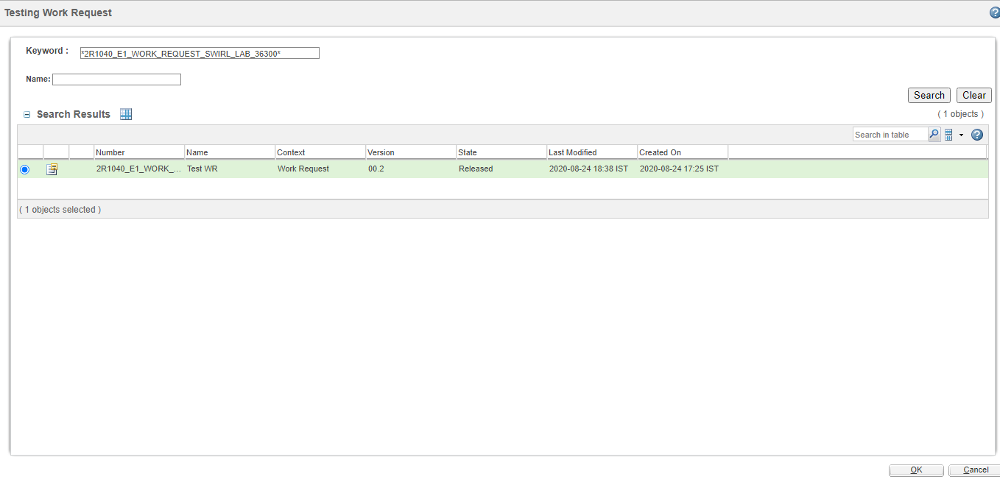 Testing Work Request
Keyword : *2R1040_E1_WORK_REQUEST_SWIRL_LAB_36300*
Name:
Search Clear
Search Results ( 1 objects )
Search in table
Number Name Context Version State Last Modified Created On
2R1040_E1_WORK_... Test WR Work Request 00.2 Released 2020-08-24 18:38 IST 2020-08-24 17:25 IST
( 1 objects selected )
OK Cancel